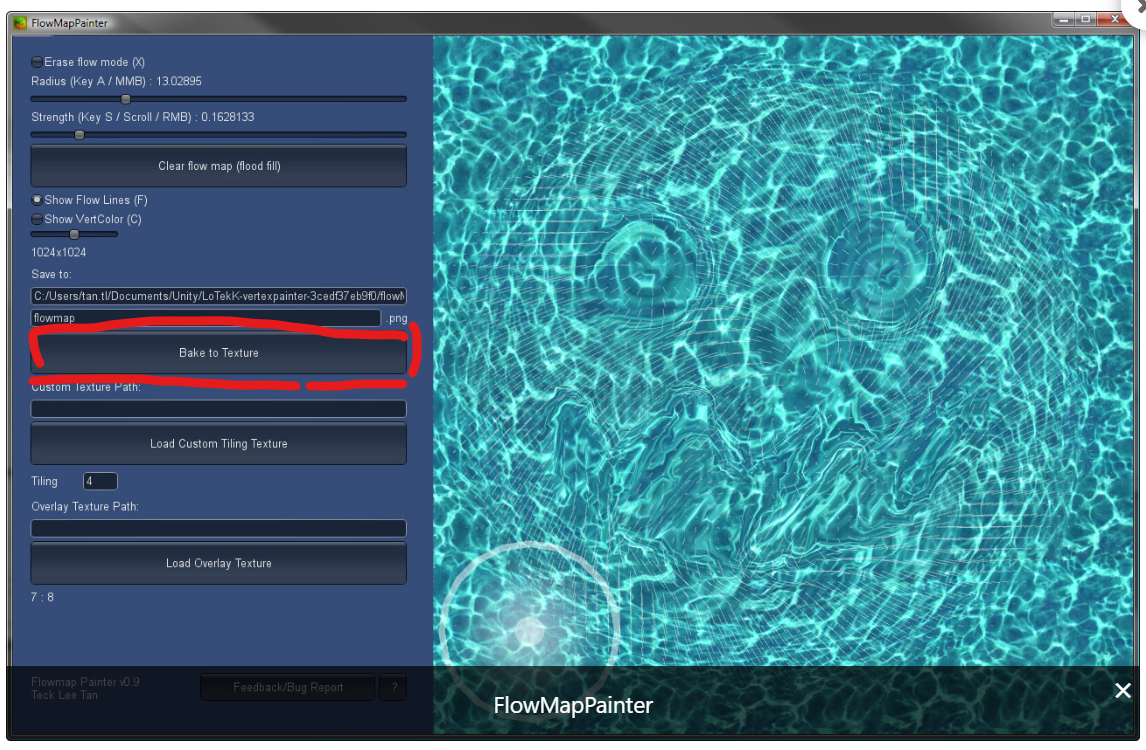 FlowMapPainter
Erase flow mode (X)
Radius (Key A / MMB) : 13.02895
Strength (Key S / Scroll / RMB) : 0.1628133
Clear flow map (flood fill)
Show Flow Lines (F)
Show VertColor (C)
1024x1024
Save to:
C:/Users/tan.tl/Documents/Unity/LoTekK-vertexpainter-3cedf37eb9f0/flowM
flowmap .png
Bake to Texture
Custom Texture Path:
Load Custom Tiling Texture
Tiling 4
Overlay Texture Path:
Load Overlay Texture
7 : 8
Flowmap Painter v0.9
Teck Lee Tan
Feedback/Bug Report ?
FlowMapPainter